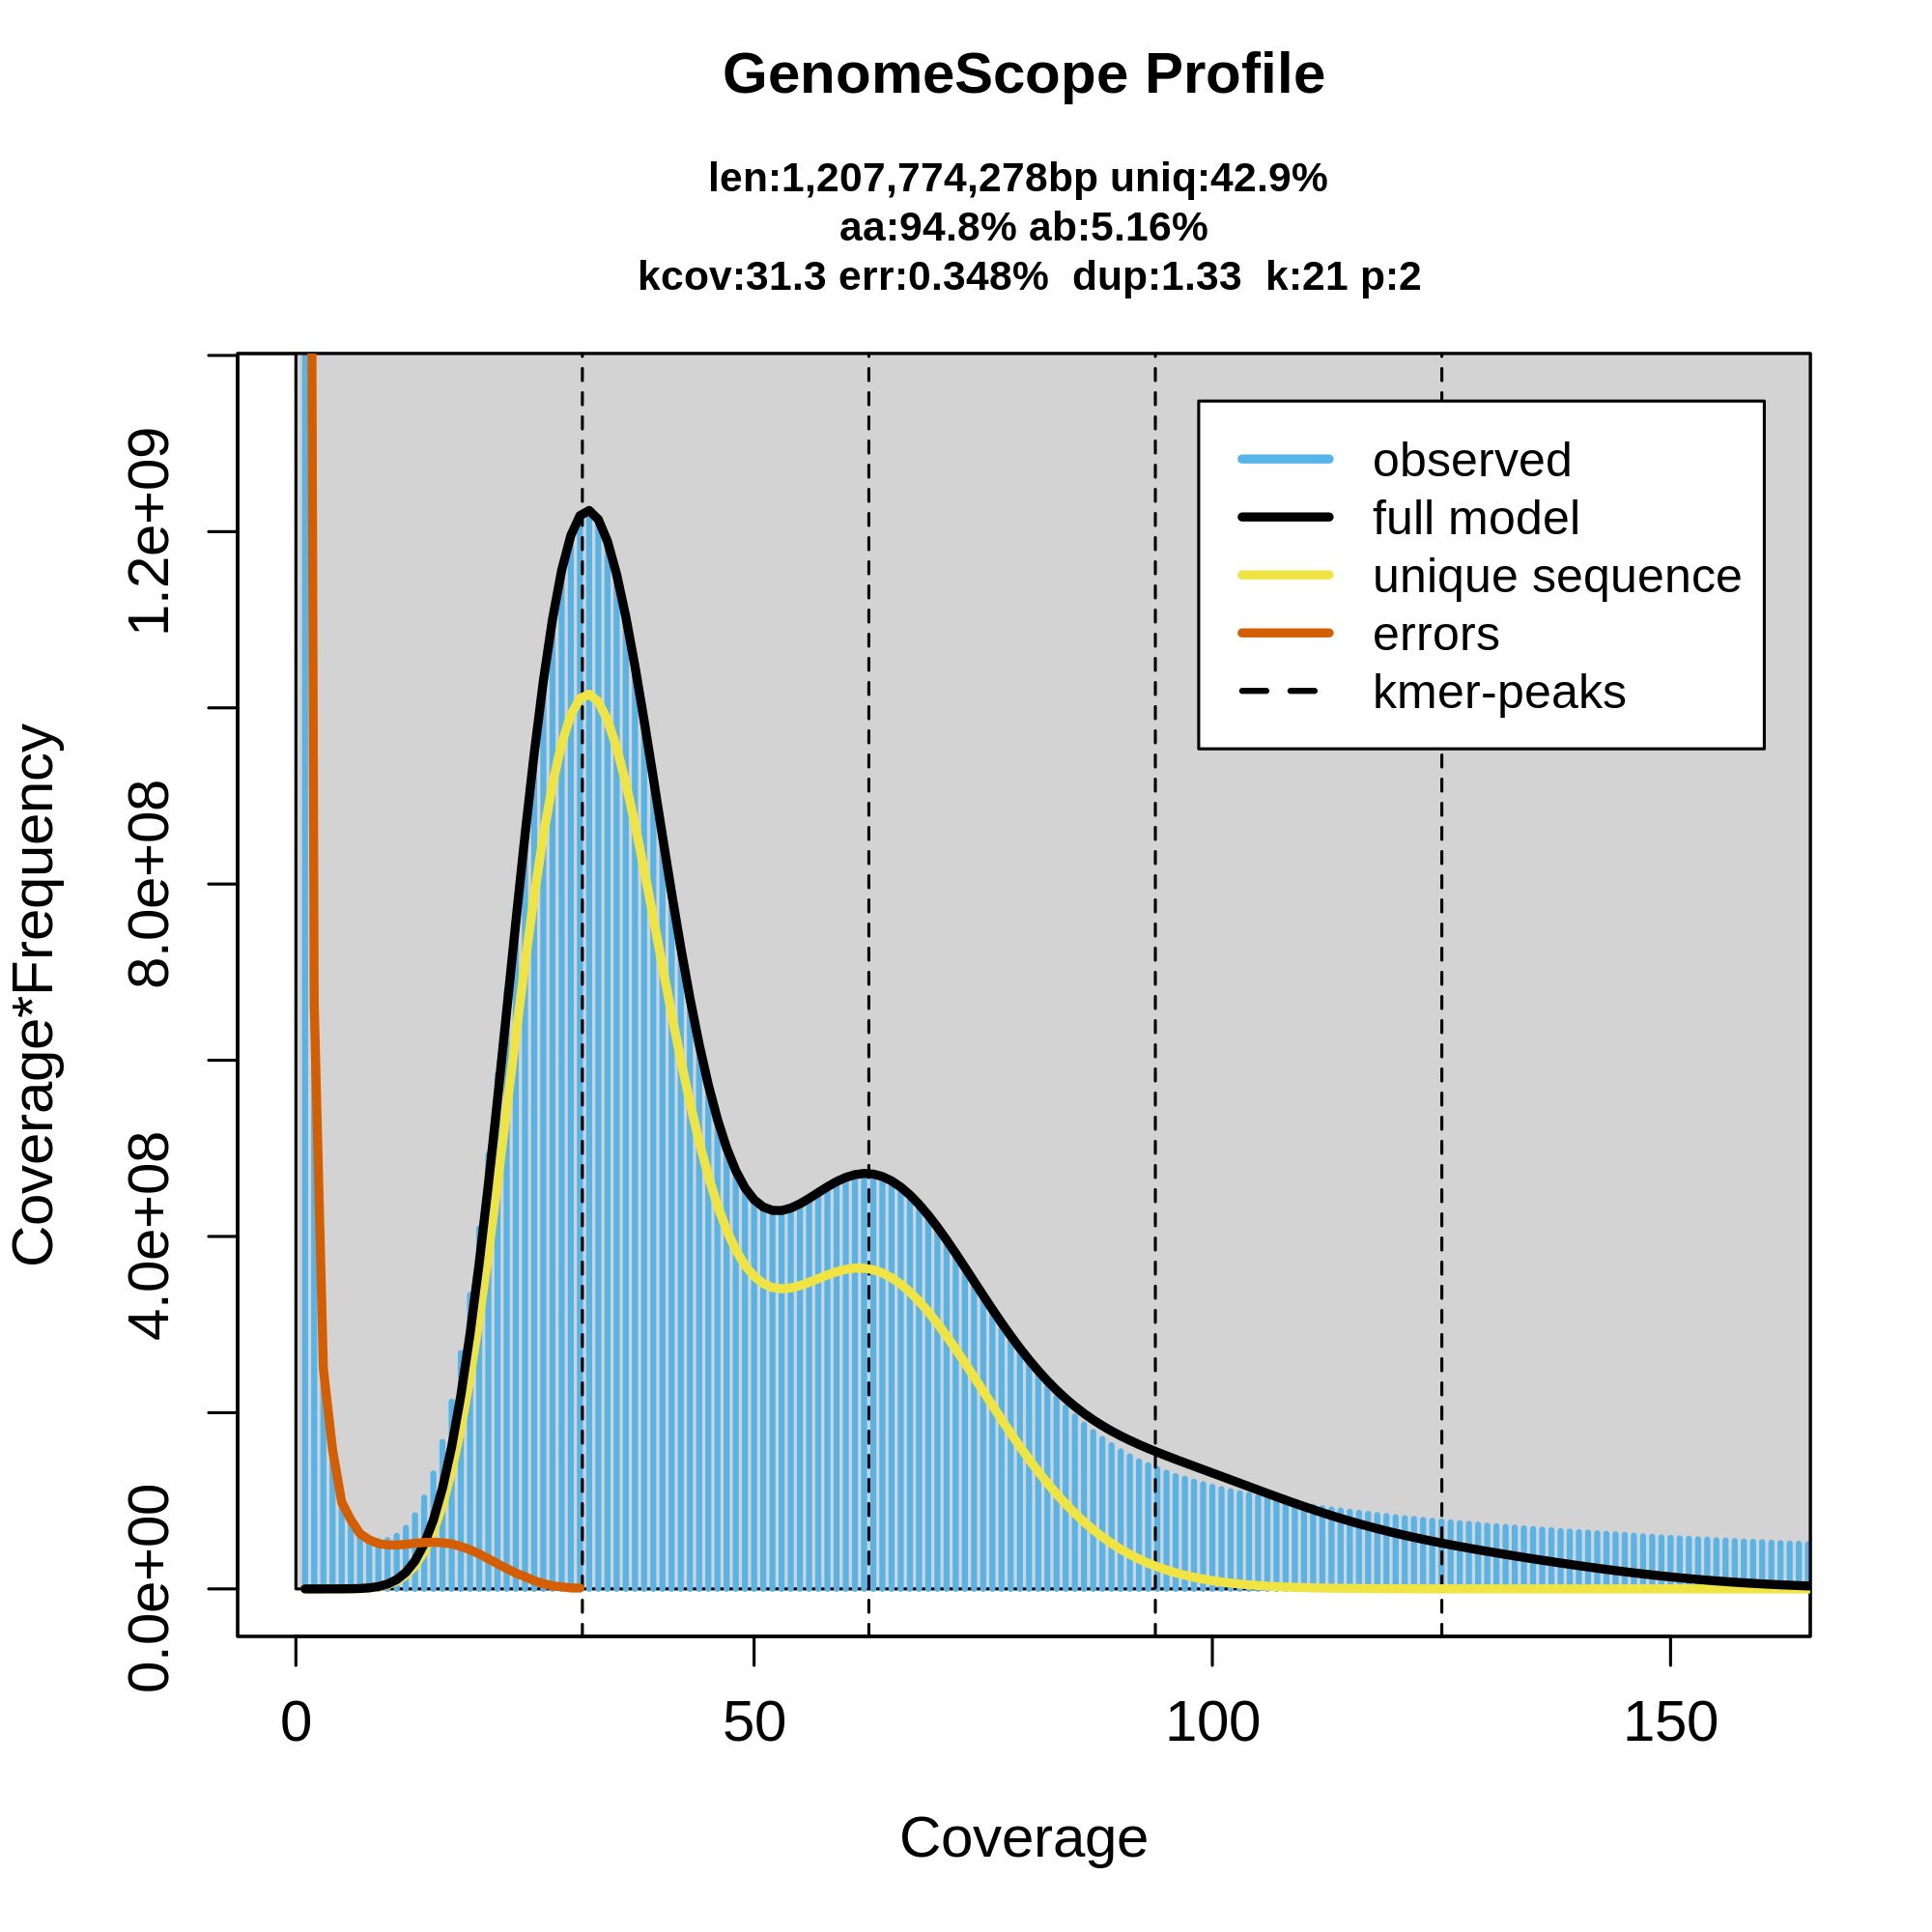 GenomeScope Profile
len:1,207,774,278bp uniq:42.9%
aa:94.8% ab:5.16%
kcov:31.3 err:0.348%  dup:1.33  k:21 p:2
observed
full model
unique sequence
errors
kmer-peaks
Coverage*Frequency
1.2e+09
8.0e+08
4.0e+08
0.0e+00
0 50 100 150
Coverage